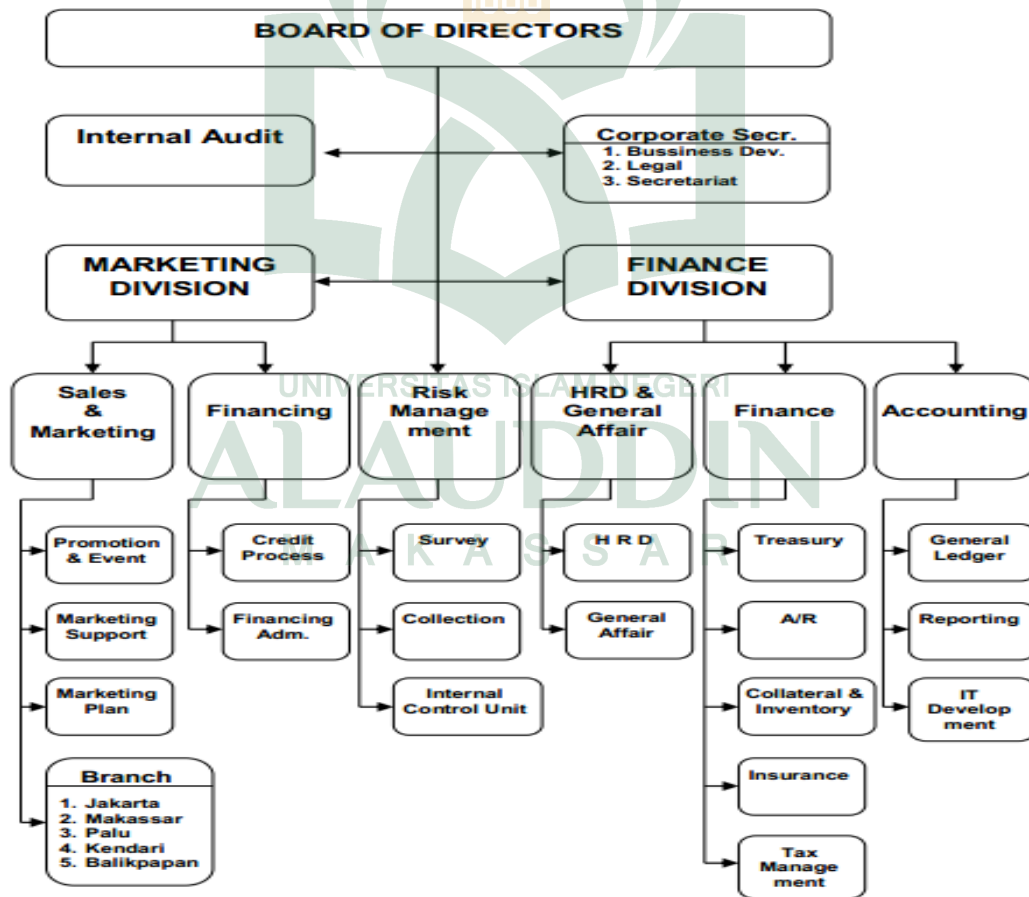 BOARD OF DIRECTORS
Internal Audit
Corporate Secr.
1. Bussiness Dev.
2. Legal
3. Secretariat
MARKETING
DIVISION
FINANCE
DIVISION
UNIVERSITAS ISLAM NEGERI
ALAUDDIN
M A K A S S A R
Sales
&
Marketing
Financing
Risk
Manage
ment
HRD &
General
Affair
Finance
Accounting
Promotion
& Event
Marketing
Support
Marketing
Plan
Branch
1. Jakarta
2. Makassar
3. Palu
4. Kendari
5. Balikpapan
Credit
Process
Financing
Adm.
Survey
Collection
Internal
Control Unit
H R D
General
Affair
Treasury
A/R
Collateral &
Inventory
Insurance
Tax
Manage
ment
General
Ledger
Reporting
IT
Develop
ment